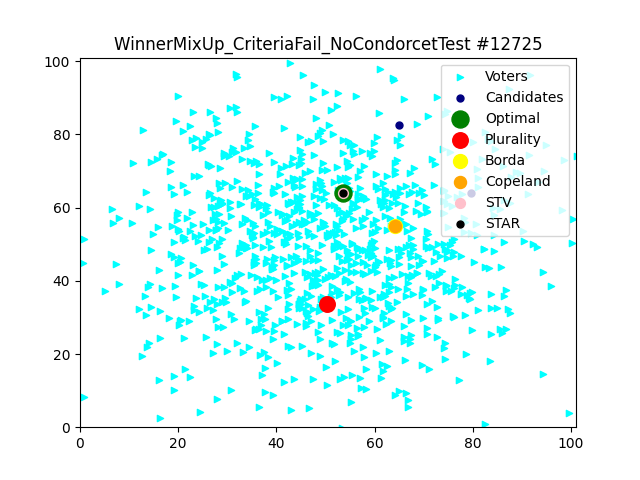 WinnerMixUp_CriteriaFail_NoCondorcetTest #12725
100
80
60
40
20
0
0
20
40
60
80
100
Voters
Candidates
Optimal
Plurality
Borda
Copeland
STV
STAR